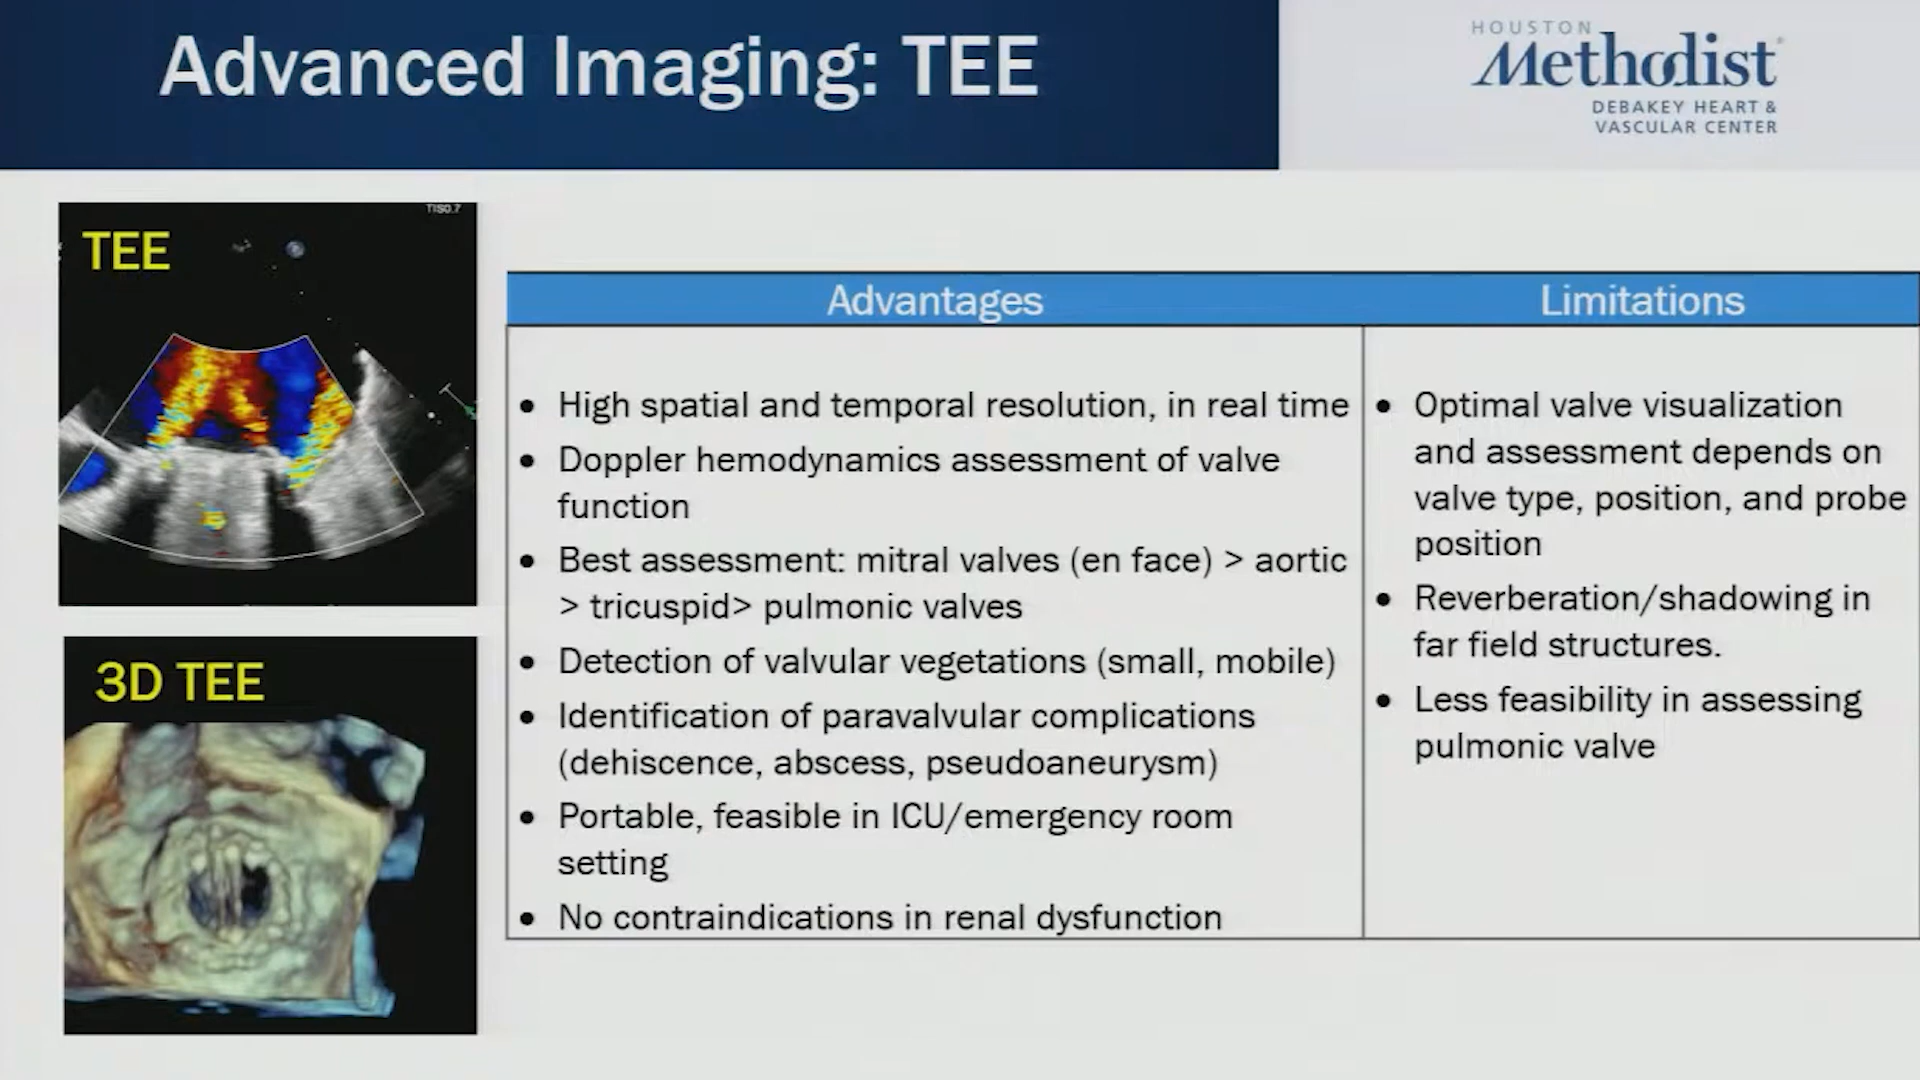 Advanced Imaging: TEE
HOUSTON
Methodist
DEBAKEY HEART &
VASCULAR CENTER
TIS0.7
TEE
3D TEE
Advantages
• High spatial and temporal resolution, in real time
• Doppler hemodynamics assessment of valve
function
• Best assessment: mitral valves (en face) > aortic
> tricuspid> pulmonic valves
• Detection of valvular vegetations (small, mobile)
• Identification of paravalvular complications
(dehiscence, abscess, pseudoaneurysm)
• Portable, feasible in ICU/emergency room
setting
• No contraindications in renal dysfunction
Limitations
• Optimal valve visualization
and assessment depends on
valve type, position, and probe
position
• Reverberation/shadowing in
far field structures.
• Less feasibility in assessing
pulmonic valve